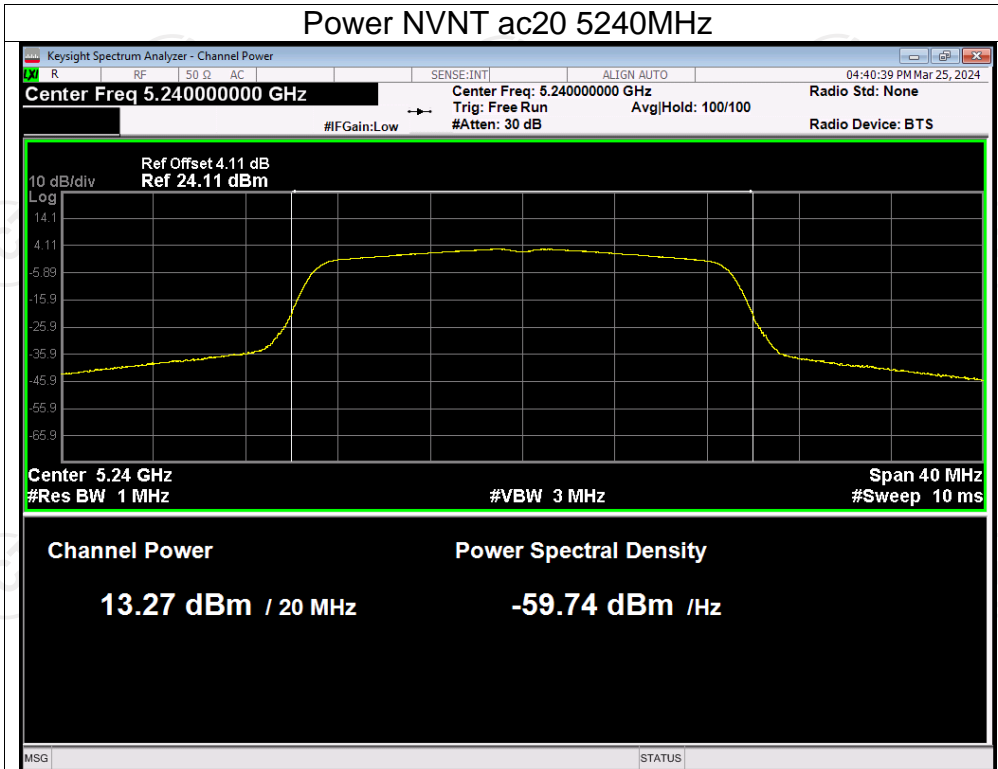 Power NVNT ac20 5240MHz
Keysight Spectrum Analyzer - Channel Power
LXI R RF 50 Ω AC SENSE:INT ALIGN AUTO 04:40:39 PM Mar 25, 2024
Center Freq 5.240000000 GHz Center Freq: 5.240000000 GHz Radio Std: None
Trig: Free Run Avg|Hold: 100/100
#IFGain:Low #Atten: 30 dB Radio Device: BTS
Ref Offset 4.11 dB
10 dB/div Ref 24.11 dBm
Log
14.1
4.11
-5.89
-15.9
-25.9
-35.9
-45.9
-55.9
-65.9
Center 5.24 GHz Span 40 MHz
#Res BW 1 MHz #VBW 3 MHz #Sweep 10 ms
Channel Power Power Spectral Density
13.27 dBm / 20 MHz -59.74 dBm /Hz
MSG STATUS